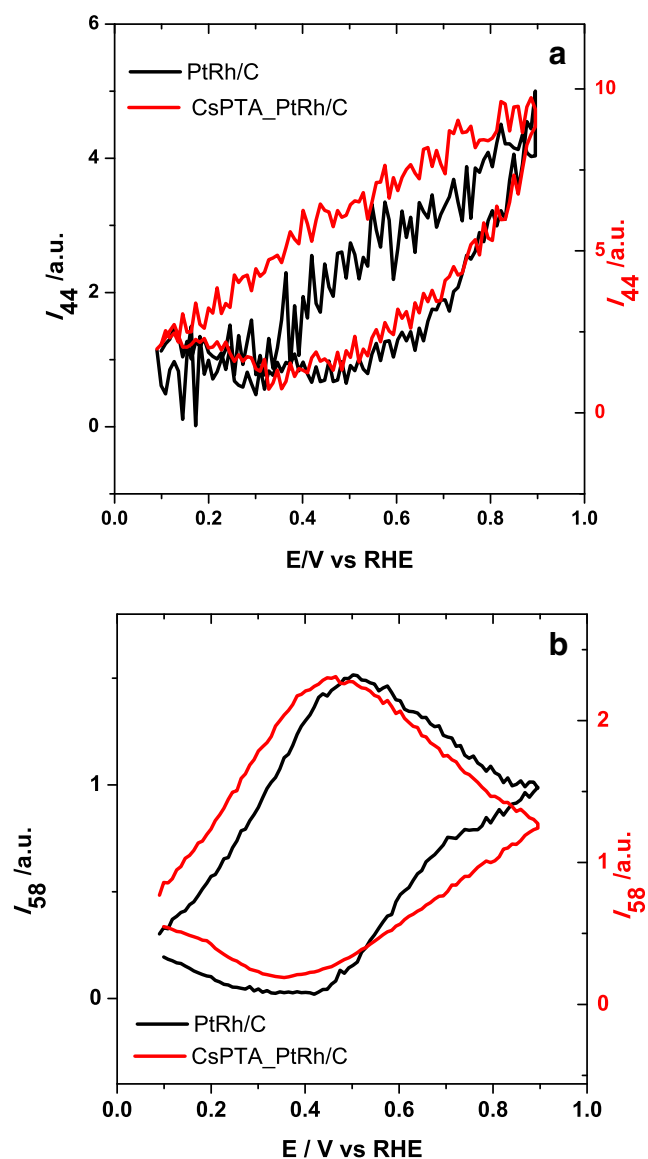 a
PtRh/C
CsPTA_PtRh/C
6
4
2
0
I44 /a.u.
10
5
0
I44 /a.u.
0.0 0.2 0.4 0.6 0.8 1.0
E/V vs RHE
b
1
0
I58 /a.u.
2
1
0
I58 /a.u.
PtRh/C
CsPTA_PtRh/C
0.0 0.2 0.4 0.6 0.8 1.0
E / V vs RHE